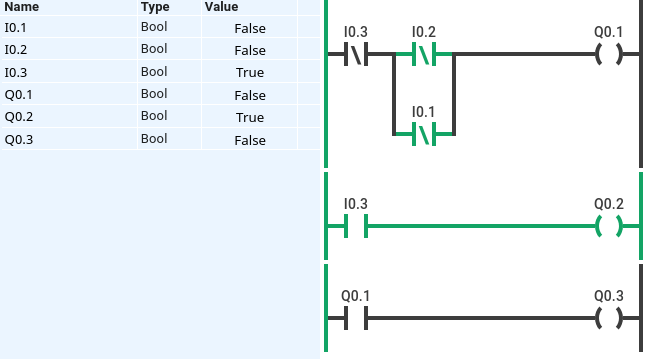 Name Type Value
I0.1 Bool False
I0.2 Bool False
I0.3 Bool True
Q0.1 Bool False
Q0.2 Bool True
Q0.3 Bool False
I0.3 I0.2 Q0.1
I0.1
I0.3 Q0.2
Q0.1 Q0.3